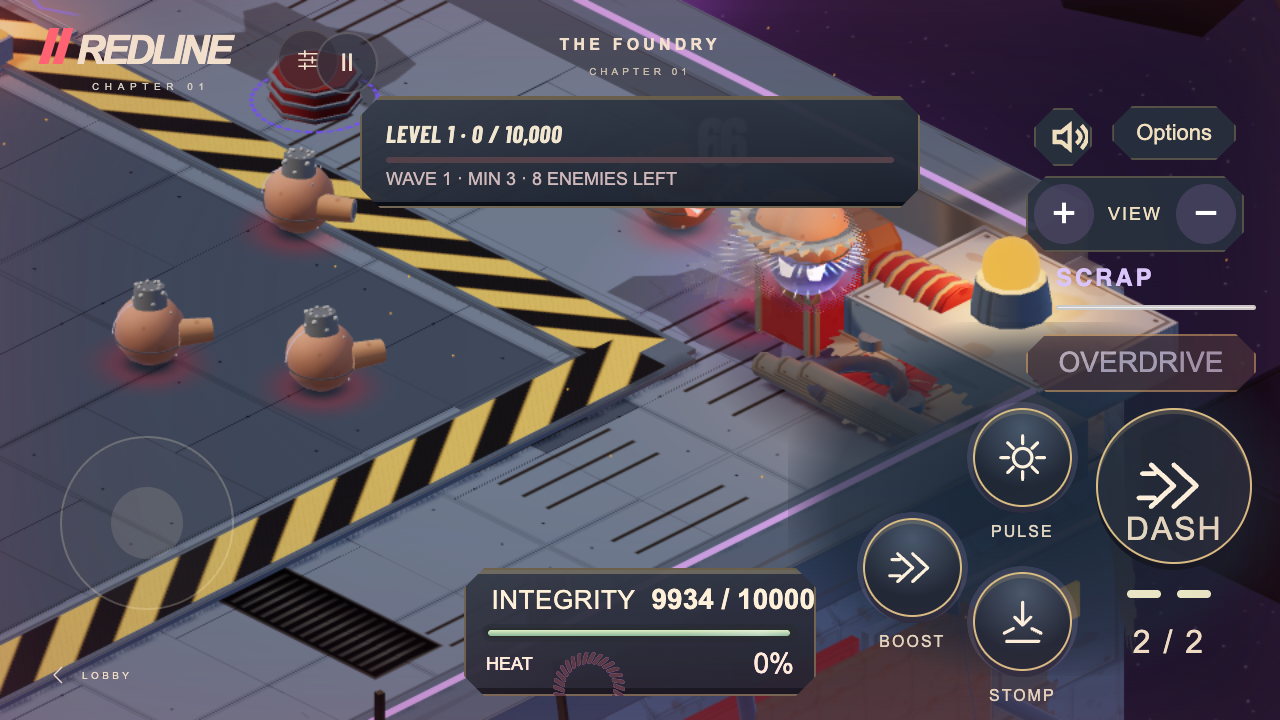 REDLINE
CHAPTER 01
THE FOUNDRY
CHAPTER 01
LEVEL 1 · 0 / 10,000
66
WAVE 1 · MIN 3 · 8 ENEMIES LEFT
Options
+ VIEW −
SCRAP
OVERDRIVE
PULSE
DASH
BOOST
2 / 2
STOMP
INTEGRITY 9934 / 10000
HEAT 0%
LOBBY